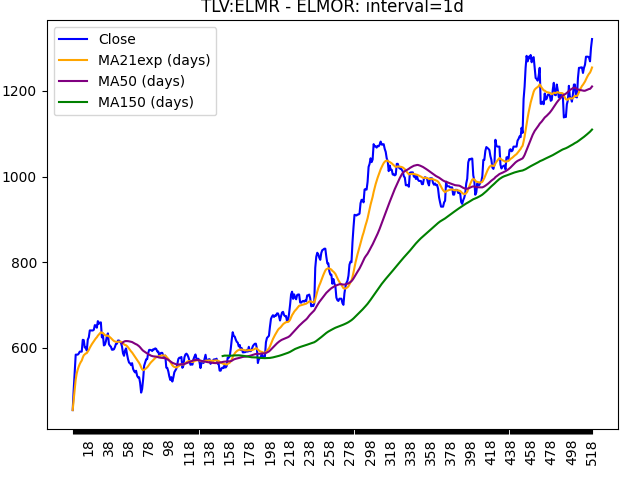 TLV:ELMR - ELMOR: interval=1d
Close
MA21exp (days)
MA50 (days)
MA150 (days)
1200
1000
800
600
18 38 58 78 98 118 138 158 178 198 218 238 258 278 298 318 338 358 378 398 418 438 458 478 498 518